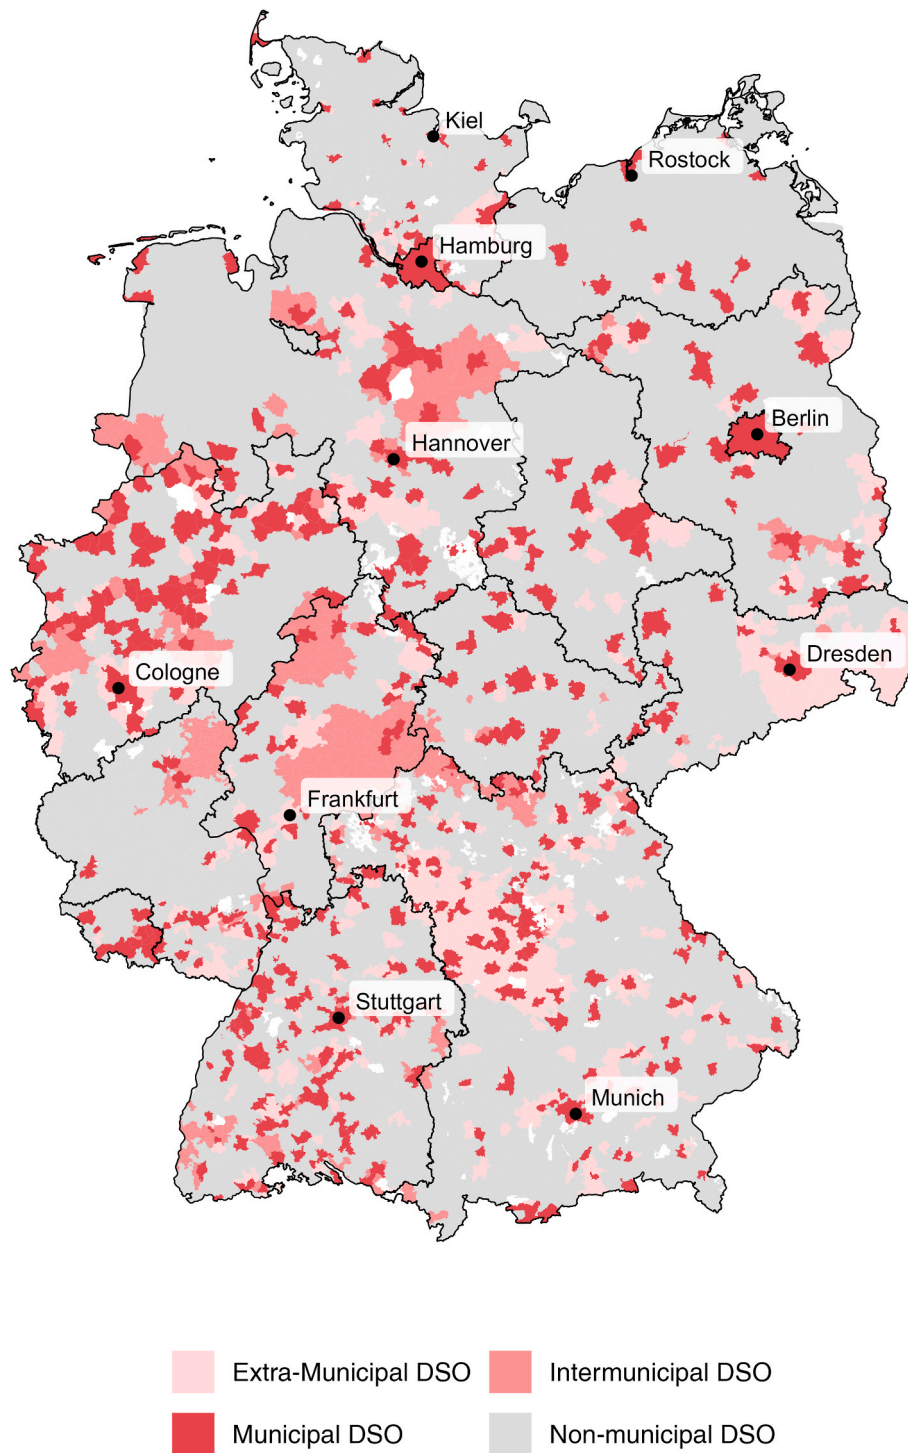 Kiel
Rostock
Hamburg
Berlin
Hannover
Dresden
Cologne
Frankfurt
Stuttgart
Munich
Extra-Municipal DSO
Intermunicipal DSO
Municipal DSO
Non-municipal DSO